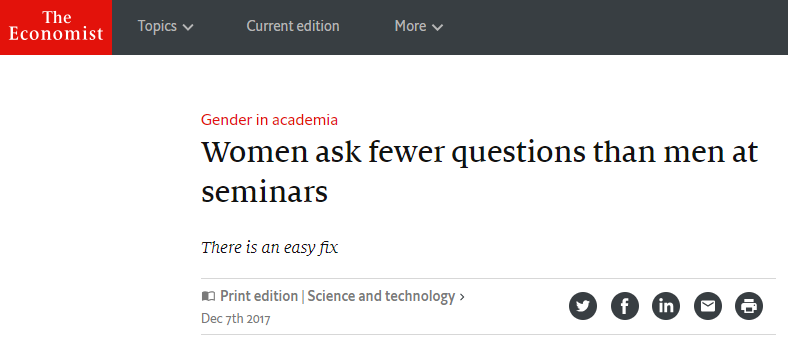 The
Economist
Topics
Current edition
More
Gender in academia
Women ask fewer questions than men at
seminars
There is an easy fix
Print edition | Science and technology
Dec 7th 2017